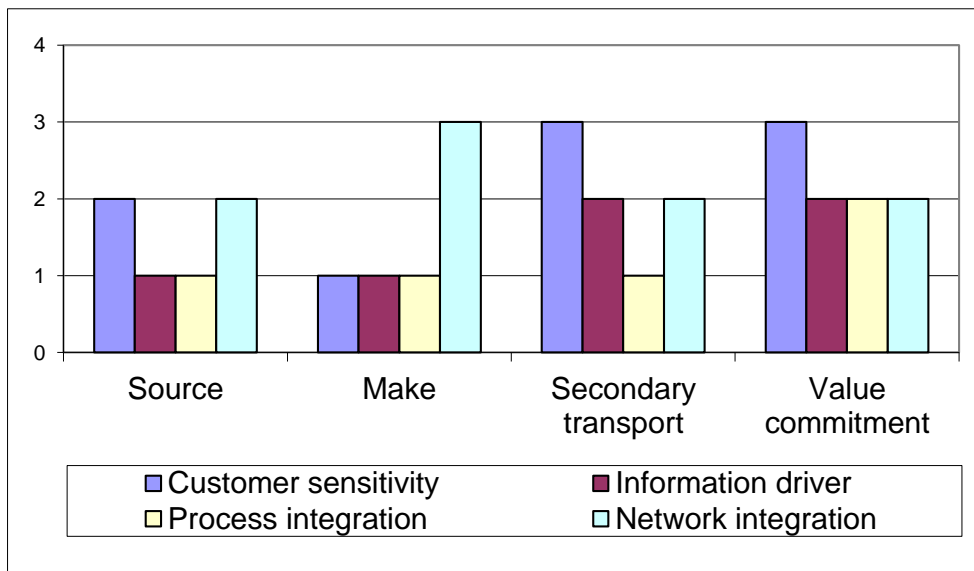 4
3
2
1
0
Source Make Secondary transport Value commitment
Customer sensitivity Information driver
Process integration Network integration